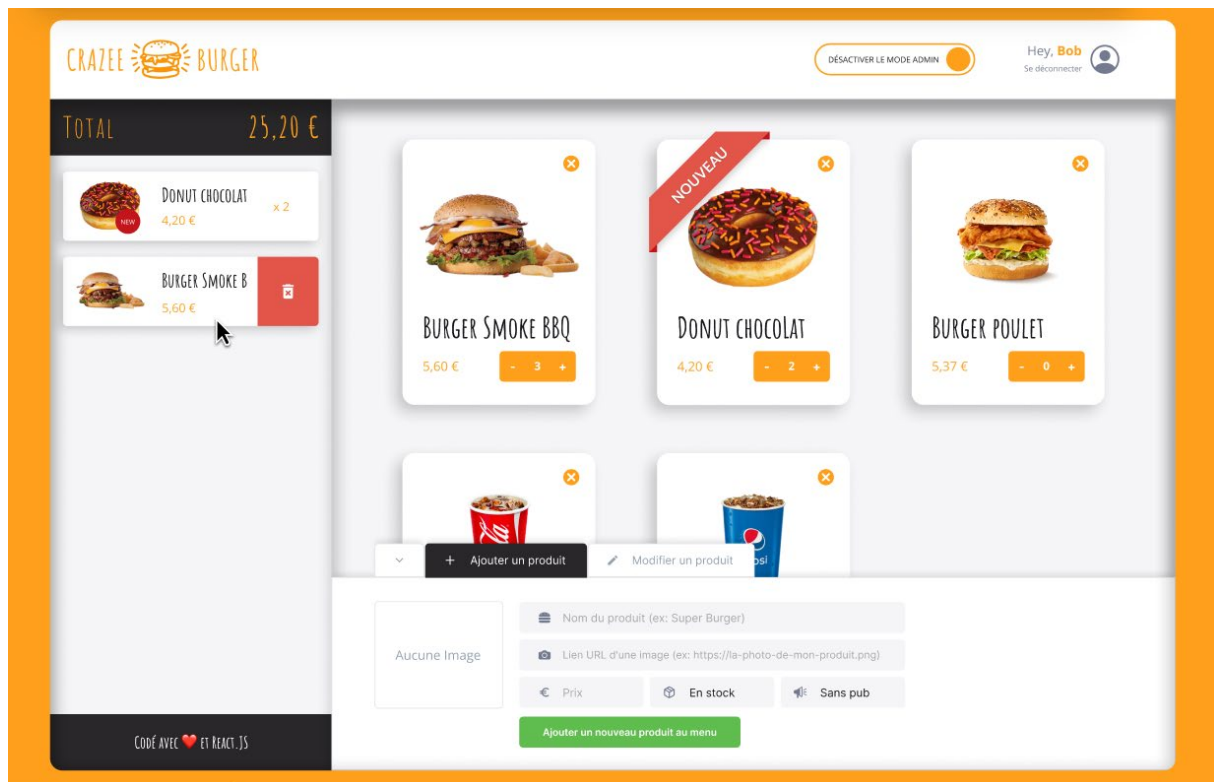 CRAZEE BURGER
DÉSACTIVER LE MODE ADMIN
Hey, Bob
Se déconnecter
TOTAL 25,20 €
DONUT CHOCOLAT
4,20 €
x 2
NEW
BURGER SMOKE B
5,60 €
BURGER SMOKE BBQ
5,60 €
- 3 +
NOUVEAU
DONUT CHOCOLAT
4,20 €
- 2 +
BURGER POULET
5,37 €
- 0 +
+ Ajouter un produit
Modifier un produit
psi
Aucune Image
Nom du produit (ex: Super Burger)
Lien URL d'une image (ex: https://la-photo-de-mon-produit.png)
€ Prix
En stock
Sans pub
Ajouter un nouveau produit au menu
CODÉ AVEC ❤️ ET REACT.JS